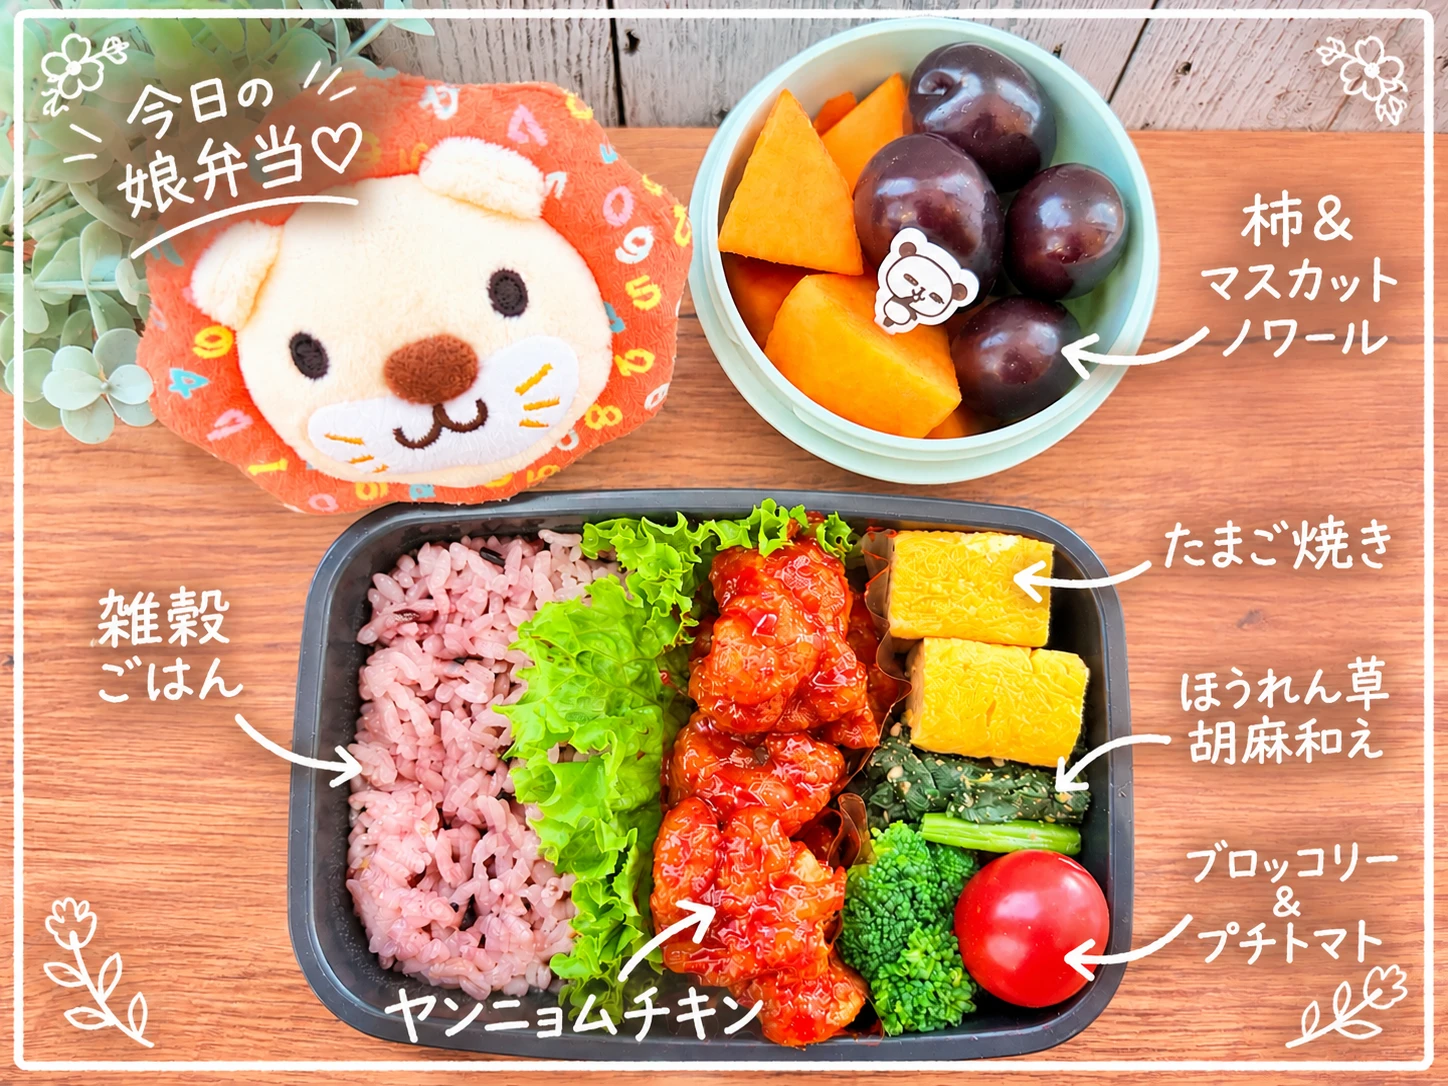 今日の
娘弁当♡
柿&
マスカット
ノワール
たまご焼き
雑穀
ごはん
ほうれん草
胡麻和え
ブロッコリー
&
プチトマト
ヤンニョムチキン